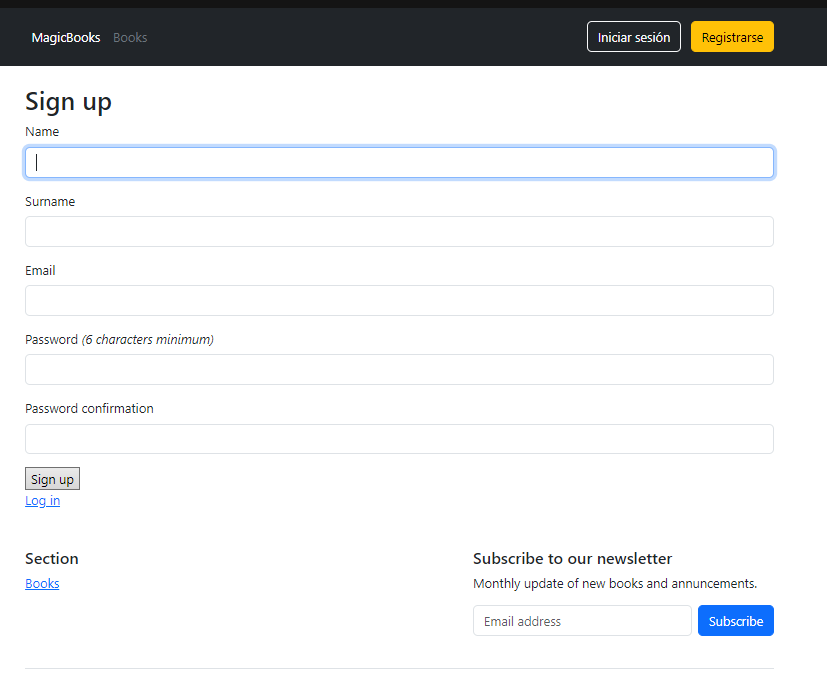 MagicBooks Books Iniciar sesión Registrarse
Sign up
Name
Surname
Email
Password (6 characters minimum)
Password confirmation
Sign up
Log in
Section
Books
Subscribe to our newsletter
Monthly update of new books and annuncements.
Email address Subscribe